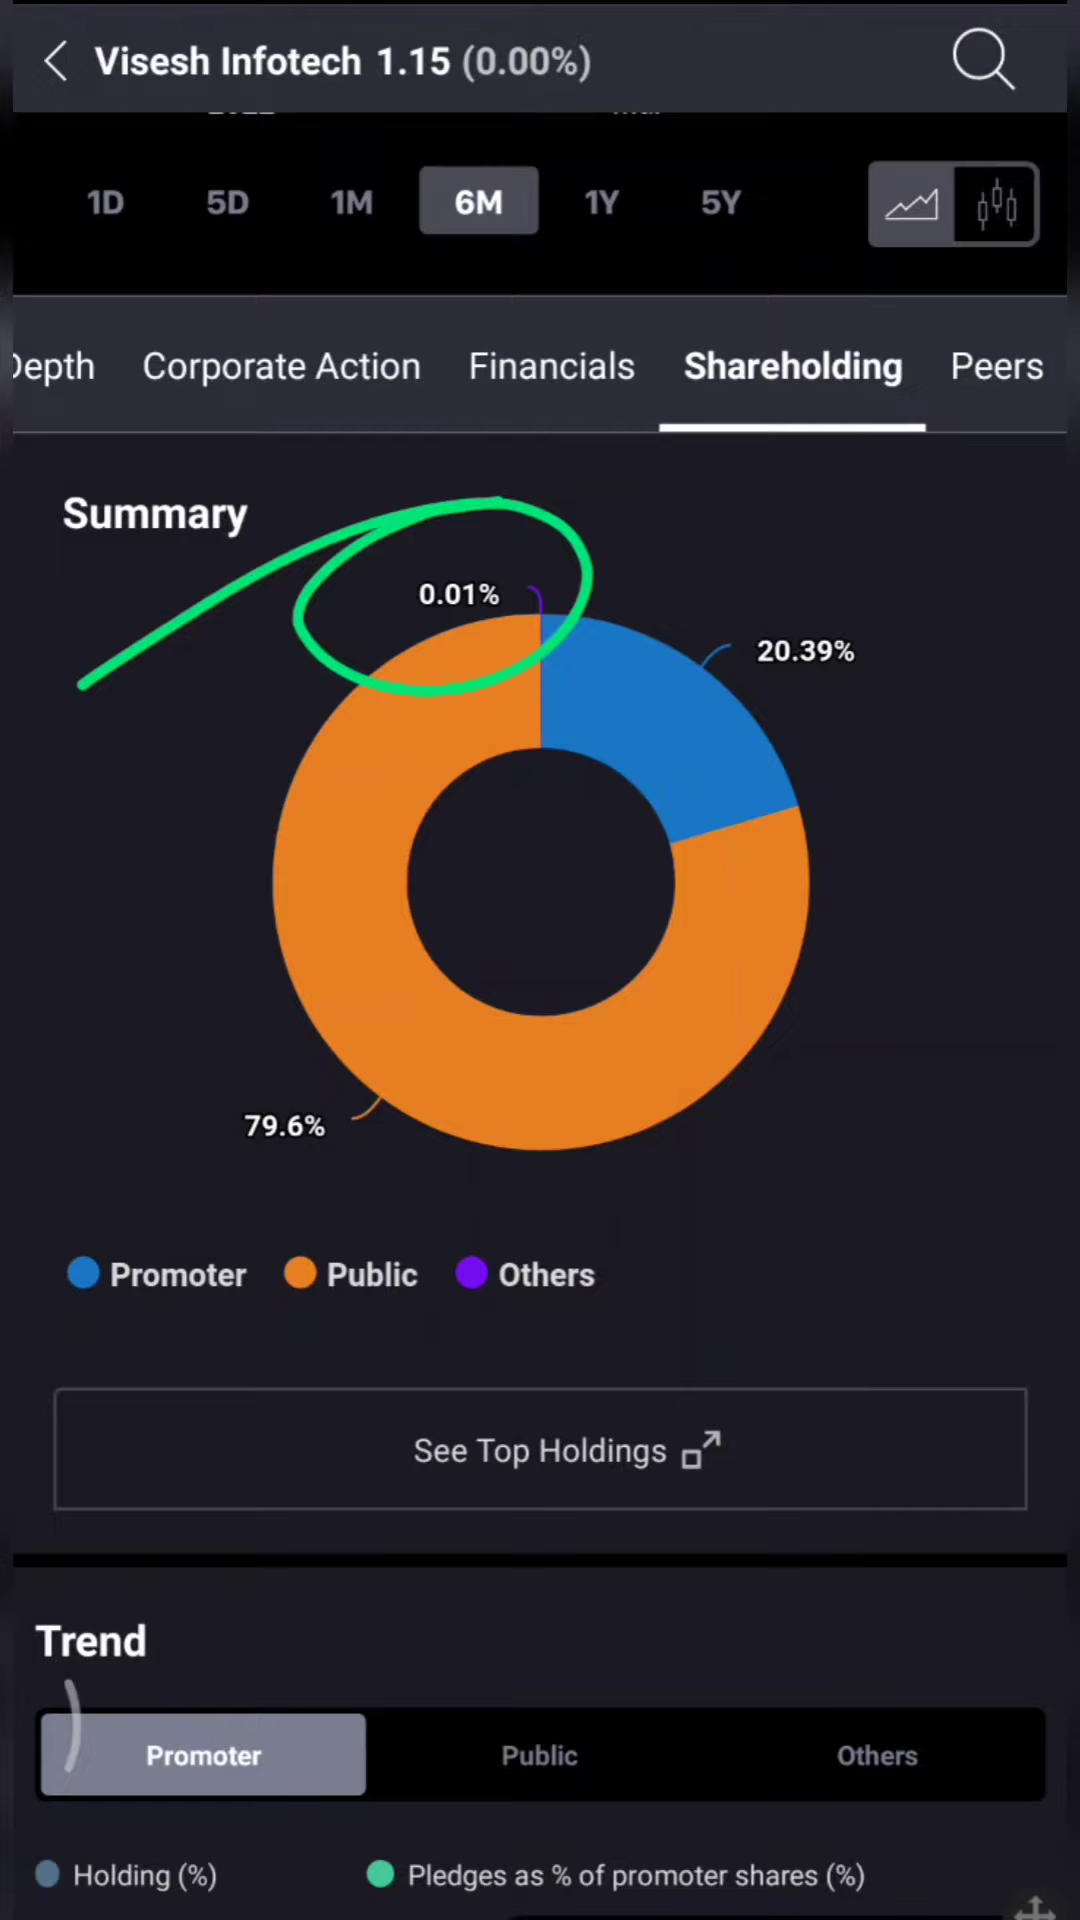 Visesh Infotech 1.15 (0.00%)
1D 5D 1M 6M 1Y 5Y
Depth Corporate Action Financials Shareholding Peers
Summary
0.01%
20.39%
79.6%
Promoter Public Others
See Top Holdings
Trend
Promoter Public Others
Holding (%) Pledges as % of promoter shares (%)